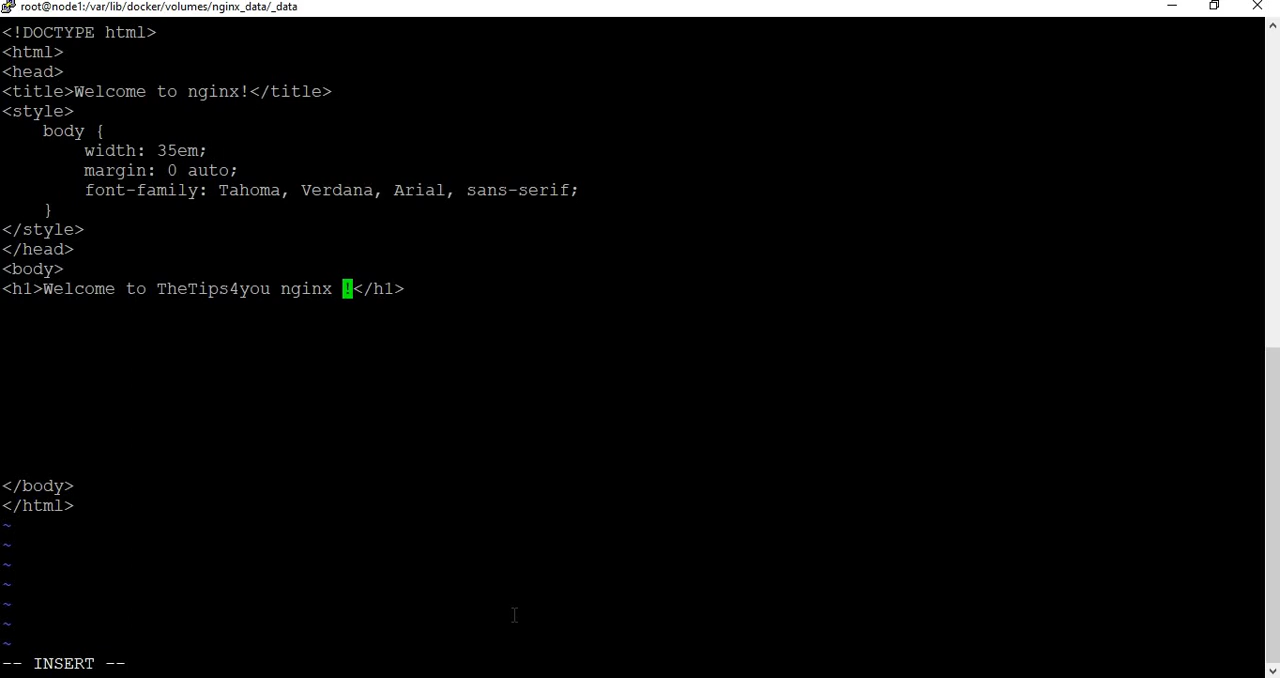 root@node1:/var/lib/docker/volumes/nginx_data/_data
<!DOCTYPE html>
<html>
<head>
<title>Welcome to nginx!</title>
<style>
    body {
        width: 35em;
        margin: 0 auto;
        font-family: Tahoma, Verdana, Arial, sans-serif;
    }
</style>
</head>
<body>
<h1>Welcome to TheTips4you nginx !</h1>
</body>
</html>
~
~
~
~
~
~
~
-- INSERT --